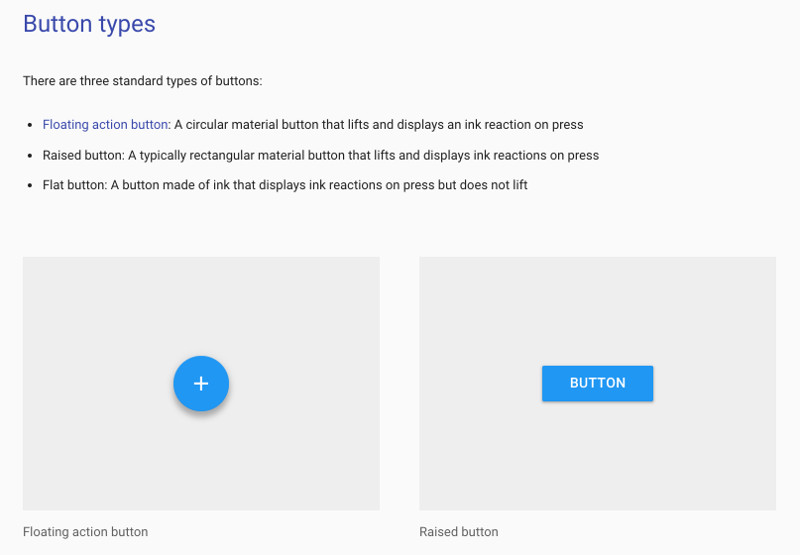 Button types
There are three standard types of buttons:
• Floating action button: A circular material button that lifts and displays an ink reaction on press
• Raised button: A typically rectangular material button that lifts and displays ink reactions on press
• Flat button: A button made of ink that displays ink reactions on press but does not lift
+
BUTTON
Floating action button
Raised button